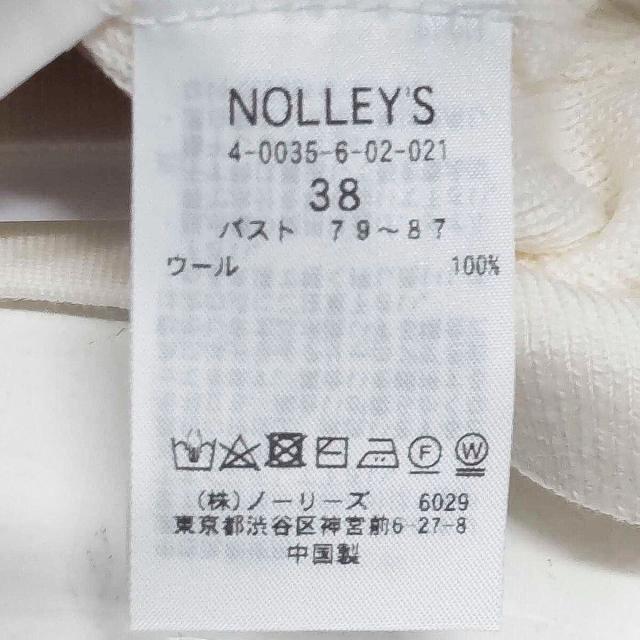 NOLLEY'S
4-0035-6-02-021
38
バスト 79～87
ウール 100%
F W
(株)ノーリーズ 6029
東京都渋谷区神宮前6-27-8
中国製